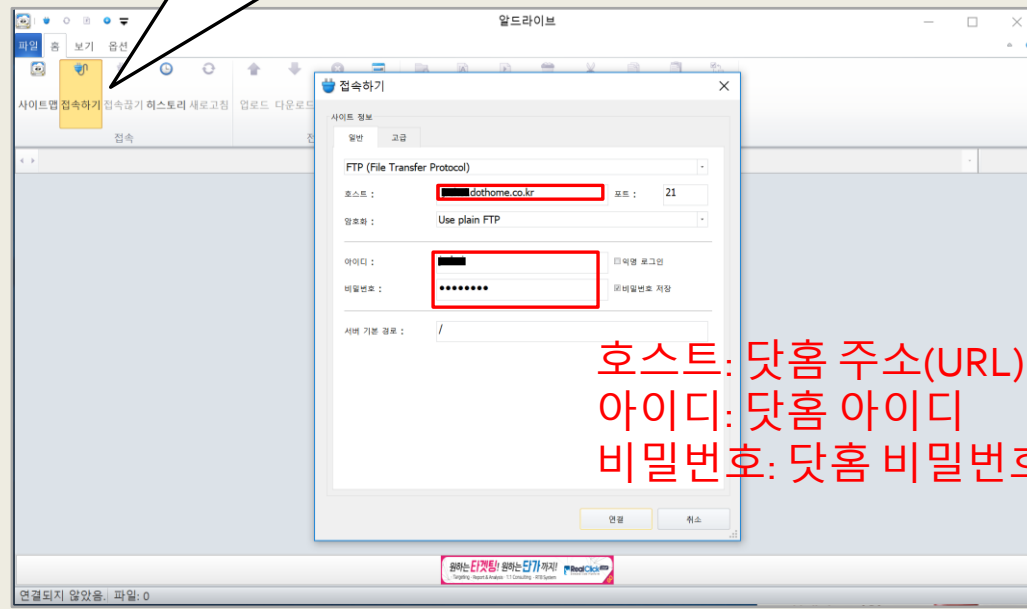 알드라이브
파일 홈 보기 옵션
사이트맵 접속하기 접속끊기 히스토리 새로고침 업로드 다운로드
접속
접속하기
사이트 정보
일반 고급
FTP (File Transfer Protocol)
호스트 : dothome.co.kr 포트 : 21
암호화 : Use plain FTP
아이디 : 익명 로그인
비밀번호 : ●●●●●●●● 비밀번호 저장
서버 기본 경로 : /
호스트: 닷홈 주소(URL)
아이디: 닷홈 아이디
비밀번호: 닷홈 비밀번호
연결 취소
원하는 타겟팅! 원하는 단가 까지! RealClick
연결되지 않았음. 파일: 0